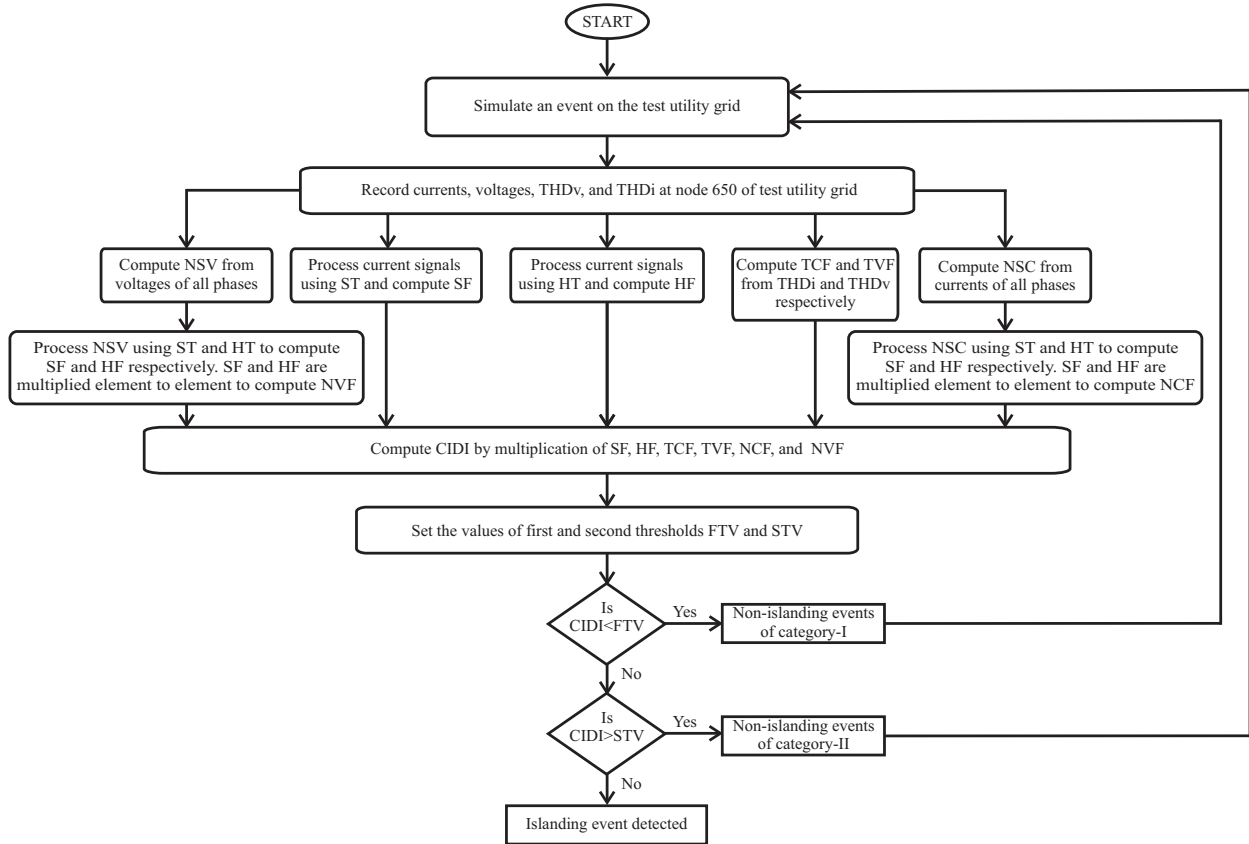 START
Simulate an event on the test utility grid
Record currents, voltages, THDv, and THDi at node 650 of test utility grid
Compute NSV from
voltages of all phases
Process current signals
using ST and compute SF
Process current signals
using HT and compute HF
Compute TCF and TVF
from THDi and THDv
respectively
Compute NSC from
currents of all phases
Process NSV using ST and HT to compute
SF and HF respectively. SF and HF are
multiplied element to element to compute NVF
Process NSC using ST and HT to compute
SF and HF respectively. SF and HF are
multiplied element to element to compute NCF
Compute CIDI by multiplication of SF, HF, TCF, TVF, NCF, and NVF
Set the values of first and second thresholds FTV and STV
Is
CIDI<FTV
Yes
Non-islanding events
of category-I
No
Is
CIDI>STV
Yes
Non-islanding events
of category-II
No
Islanding event detected